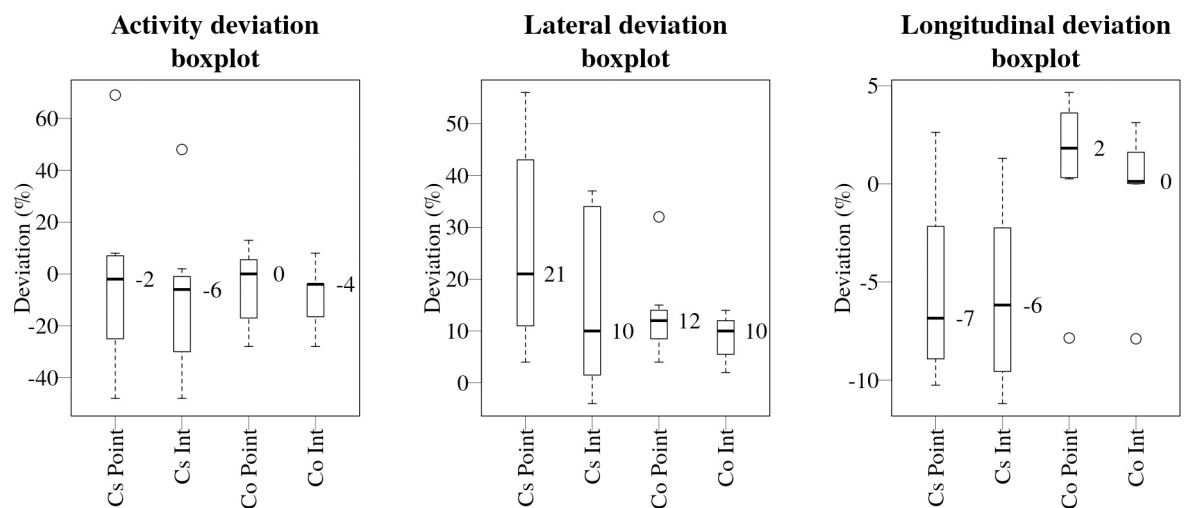 Activity deviation
boxplot
Deviation (%)
60
40
20
0
-20
-40
-2
-6
0
-4
Cs Point
Cs Int
Co Point
Co Int
Lateral deviation
boxplot
Deviation (%)
50
40
30
20
10
0
21
10
12
10
Cs Point
Cs Int
Co Point
Co Int
Longitudinal deviation
boxplot
Deviation (%)
5
0
-5
-10
-7
-6
2
0
Cs Point
Cs Int
Co Point
Co Int